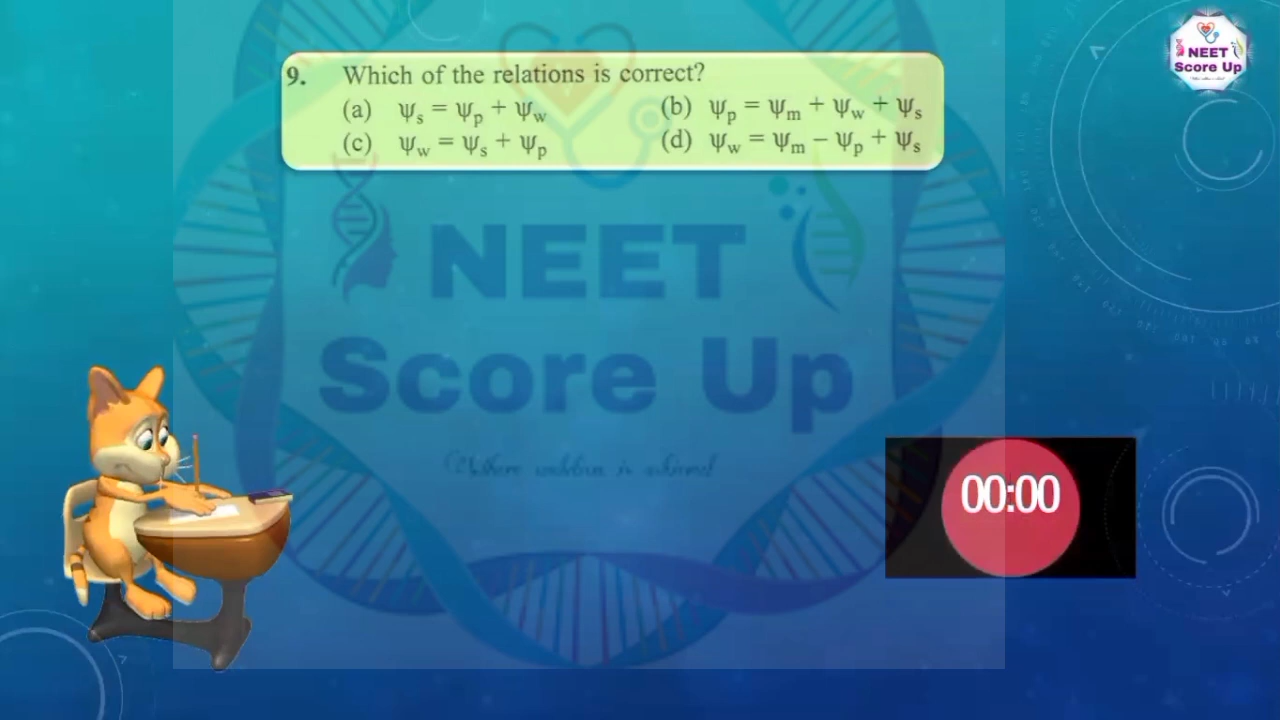 NEET
Score Up
9. Which of the relations is correct?
(a) ψs = ψp + ψw (b) ψp = ψm + ψw + ψs
(c) ψw = ψs + ψp (d) ψw = ψm − ψp + ψs
NEET
Score Up
00:00